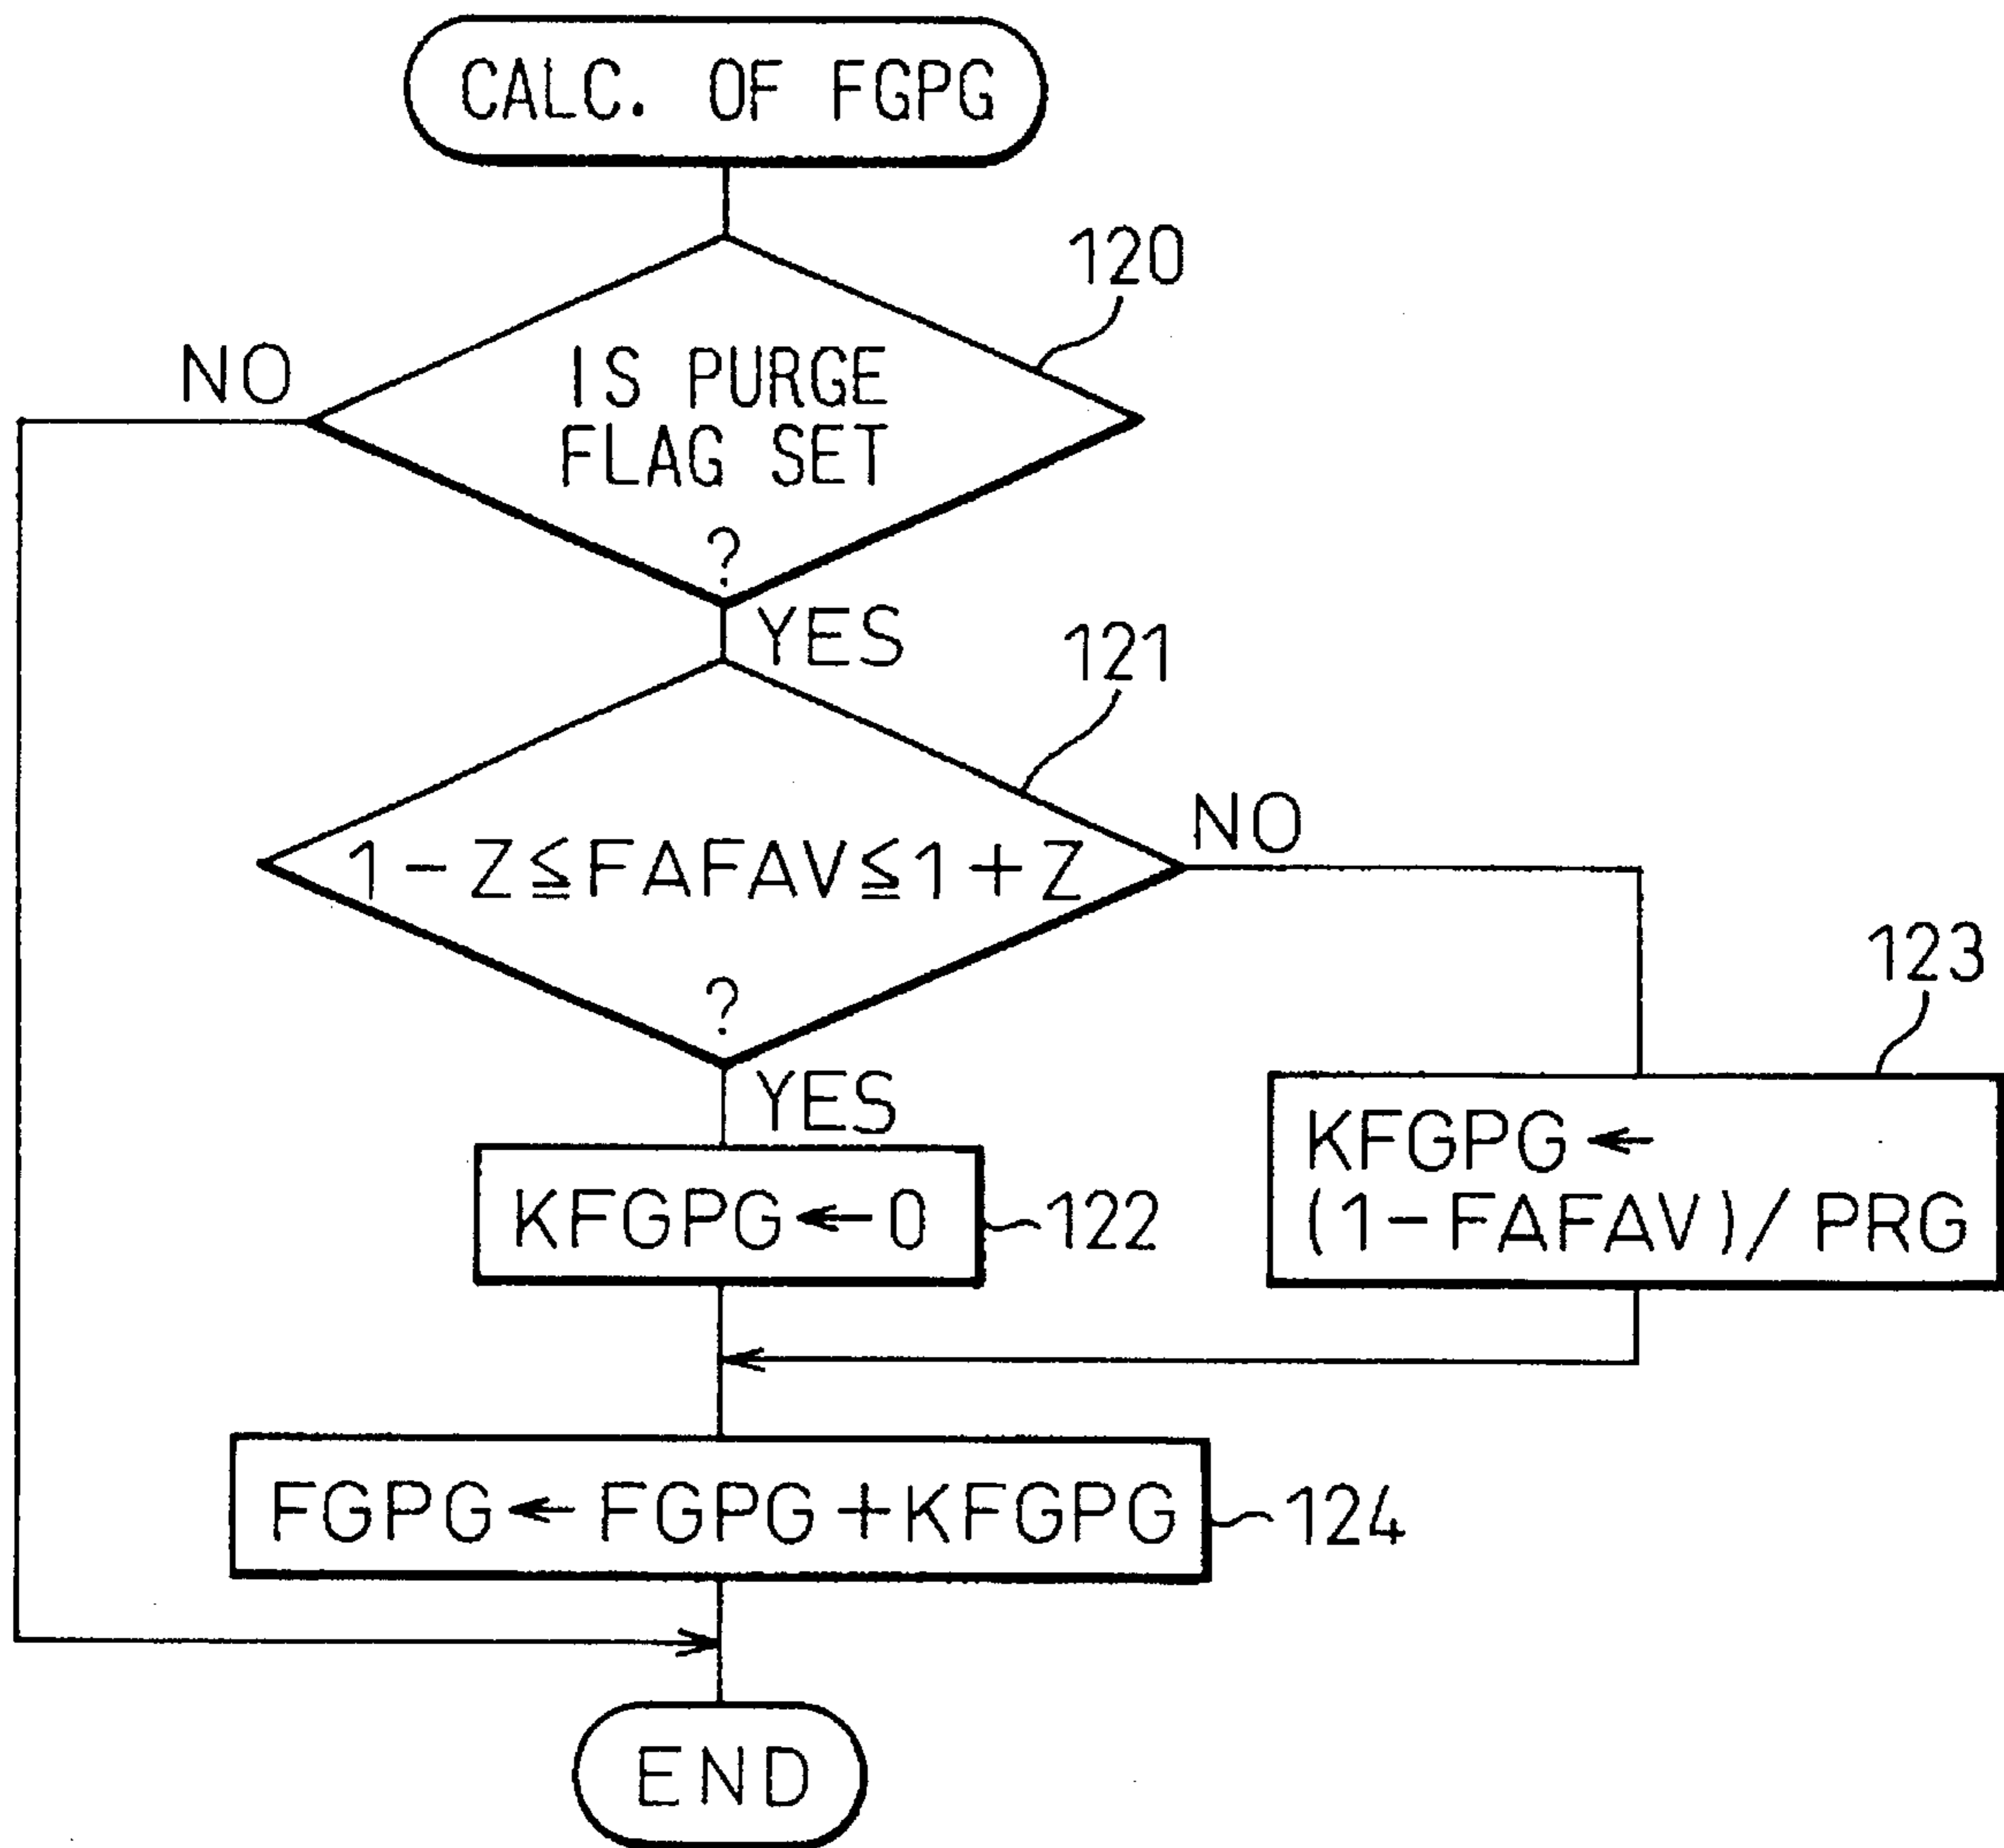 CALC. OF FGPG
120
NO
IS PURGE
FLAG SET
?
YES
121
1-Z≦FAFAV≦1+Z
NO
?
YES
123
KFGPG←
(1-FAFAV)/PRG
KFGPG←0
122
FGPG←FGPG+KFGPG
124
END